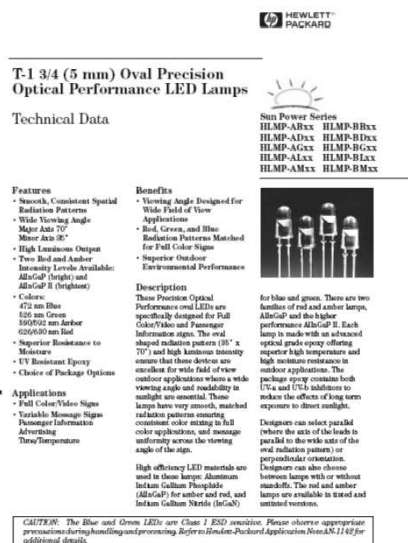 HEWLETT
PACKARD
T-1 3/4 (5 mm) Oval Precision
Optical Performance LED Lamps
Technical Data
Sun Power Series
HLMP-ABxx HLMP-BBxx
HLMP-ADxx HLMP-BDxx
HLMP-AGxx HLMP-BGxx
HLMP-ALxx HLMP-BLxx
HLMP-AMxx HLMP-BMxx
Features
• Smooth, Consistent Spatial
Radiation Patterns
• Wide Viewing Angle
Major Axis 70°
Minor Axis 35°
• High Luminous Output
• Two Red and Amber
Intensity Levels Available:
AlInGaP (bright) and
AlInGaP II (brightest)
• Colors:
472 nm Blue
526 nm Green
590/592 nm Amber
626/630 nm Red
• Superior Resistance to
Moisture
• UV Resistant Epoxy
• Choice of Package Options
Applications
• Full Color/Video Signs
• Variable Message Signs
Passenger Information
Advertising
Time/Temperature
Benefits
• Viewing Angle Designed for
Wide Field of View
Applications
• Red, Green, and Blue
Radiation Patterns Matched
for Full Color Signs
• Superior Outdoor
Environmental Performance
Description
These Precision Optical
Performance oval LEDs are
specifically designed for Full
Color/Video and Passenger
Information signs. The oval
shaped radiation pattern (35° x
70°) and high luminous intensity
ensure that these devices are
excellent for wide field of view
outdoor applications where a wide
viewing angle and readability in
sunlight are essential. These
lamps have very smooth, matched
radiation patterns ensuring
consistent color mixing in full
color applications, and message
uniformity across the viewing
angle of the sign.
High efficiency LED materials are
used in these lamps: Aluminum
Indium Gallium Phosphide
(AlInGaP) for amber and red, and
Indium Gallium Nitride (InGaN)
for blue and green. There are two
families of red and amber lamps,
AlInGaP and the higher
performance AlInGaP II. Each
lamp is made with an advanced
optical grade epoxy offering
superior high temperature and
high moisture resistance in
outdoor applications. The
package epoxy contains both
UV-a and UV-b inhibitors to
reduce the effects of long term
exposure to direct sunlight.
Designers can select parallel
(where the axis of the leads is
parallel to the wide axis of the
oval radiation pattern) or
perpendicular orientation.
Designers can also choose
between lamps with or without
standoffs. The red and amber
lamps are available in tinted and
untinted versions.
CAUTION: The Blue and Green LEDs are Class 1 ESD sensitive. Please observe appropriate
precautions during handling and processing. Refer to Hewlett Packard Application Note AN-1142 for
additional details.